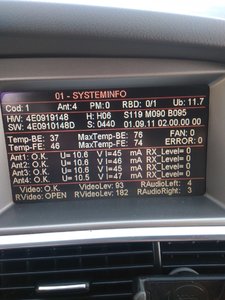 01 - SYSTEMINFO
Cod: 1 Ant:4 PM:0 RBD: 0/1 Ub: 11.7
HW: 4E0919148 H: H06 S119 M090 B095
SW: 4E0910148D S: 0440 01.09.11 02.00.00 00
Temp-BE: 37 MaxTemp-BE: 76 FAN: 0
Temp-FE: 46 MaxTemp-FE: 74 ERROR: 0
Ant1: O.K. U= 10.6 V I= 45 mA RX_Level= 0
Ant2: O.K. U= 10.6 V I= 47 mA RX_Level= 0
Ant3: O.K. U= 10.6 V I= 46 mA RX_Level= 0
Ant4: O.K. U= 10.5 V I= 47 mA RX_Level= 0
Video: O.K. VideoLev: 93 RAudioLeft: 4
RVideo: OPEN RVideoLev: 182 RAudioRight: 3